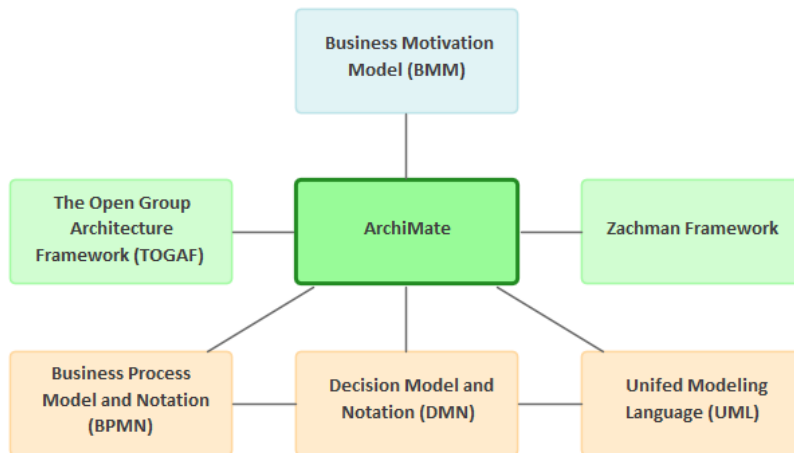 Business Motivation
Model (BMM)
The Open Group
Architecture
Framework (TOGAF)
ArchiMate
Zachman Framework
Business Process
Model and Notation
(BPMN)
Decision Model and
Notation (DMN)
Unifed Modeling
Language (UML)